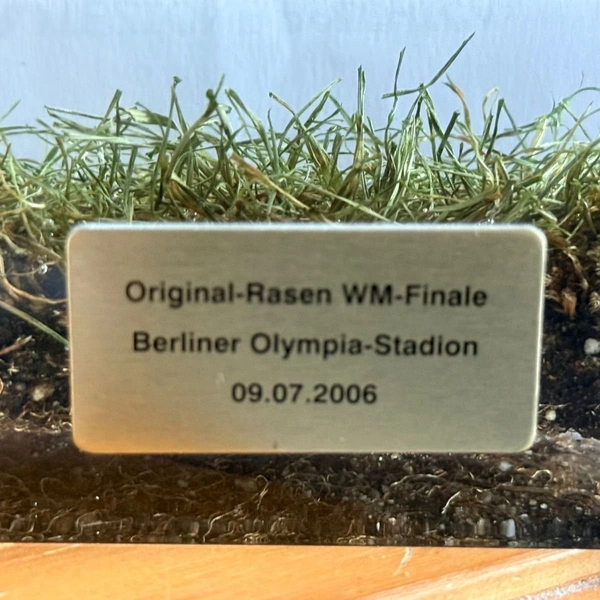 Original-Rasen WM-Finale
Berliner Olympia-Stadion
09.07.2006